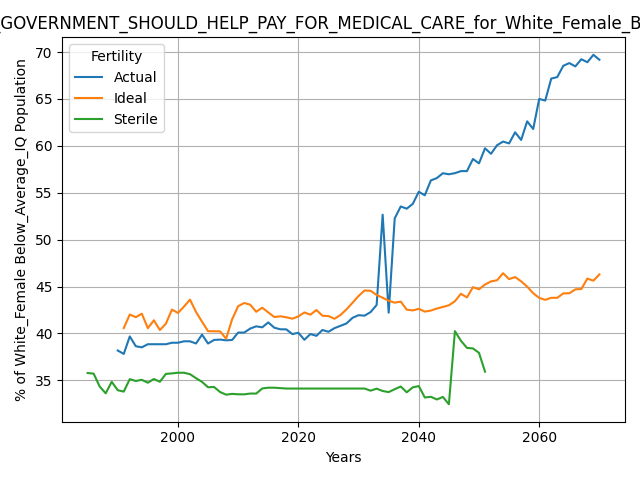 _GOVERNMENT_SHOULD_HELP_PAY_FOR_MEDICAL_CARE_for_White_Female_B
Fertility
Actual
Ideal
Sterile
% of White_Female Below_Average_IQ Population
70
65
60
55
50
45
40
35
2000
2020
2040
2060
Years